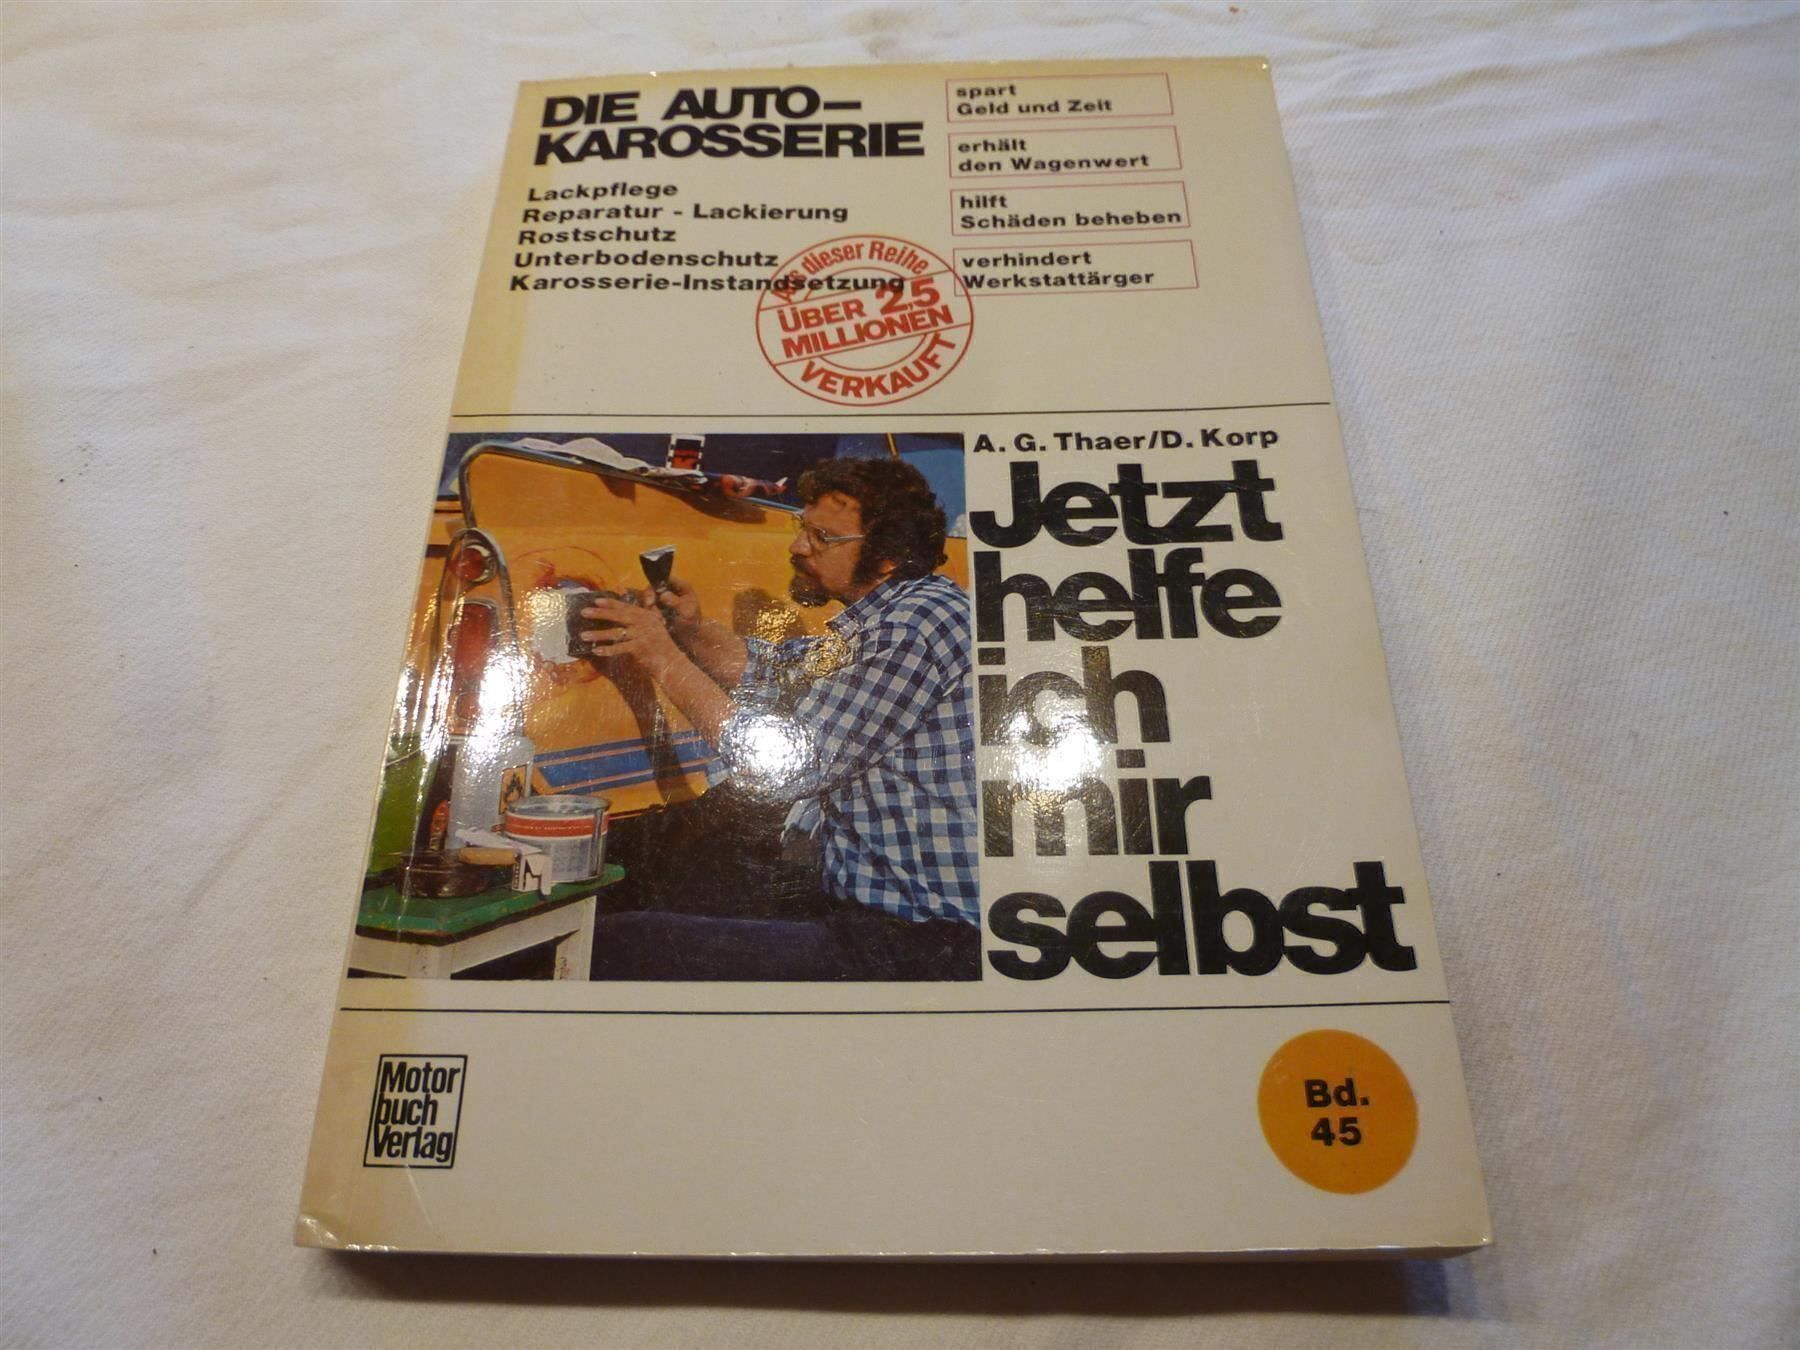 DIE AUTO-
KAROSSERIE
Lackpflege
Reparatur - Lackierung
Rostschutz
Unterbodenschutz
Karosserie-Instandsetzung
spart
Geld und Zeit
erhält
den Wagenwert
hilft
Schäden beheben
verhindert
Werkstattärger
Aus dieser Reihe
ÜBER 2,5
MILLIONEN
VERKAUFT
A. G. Thaer/D. Korp
Jetzt
helfe
ich
mir
selbst
Motor
buch
Verlag
Bd.
45